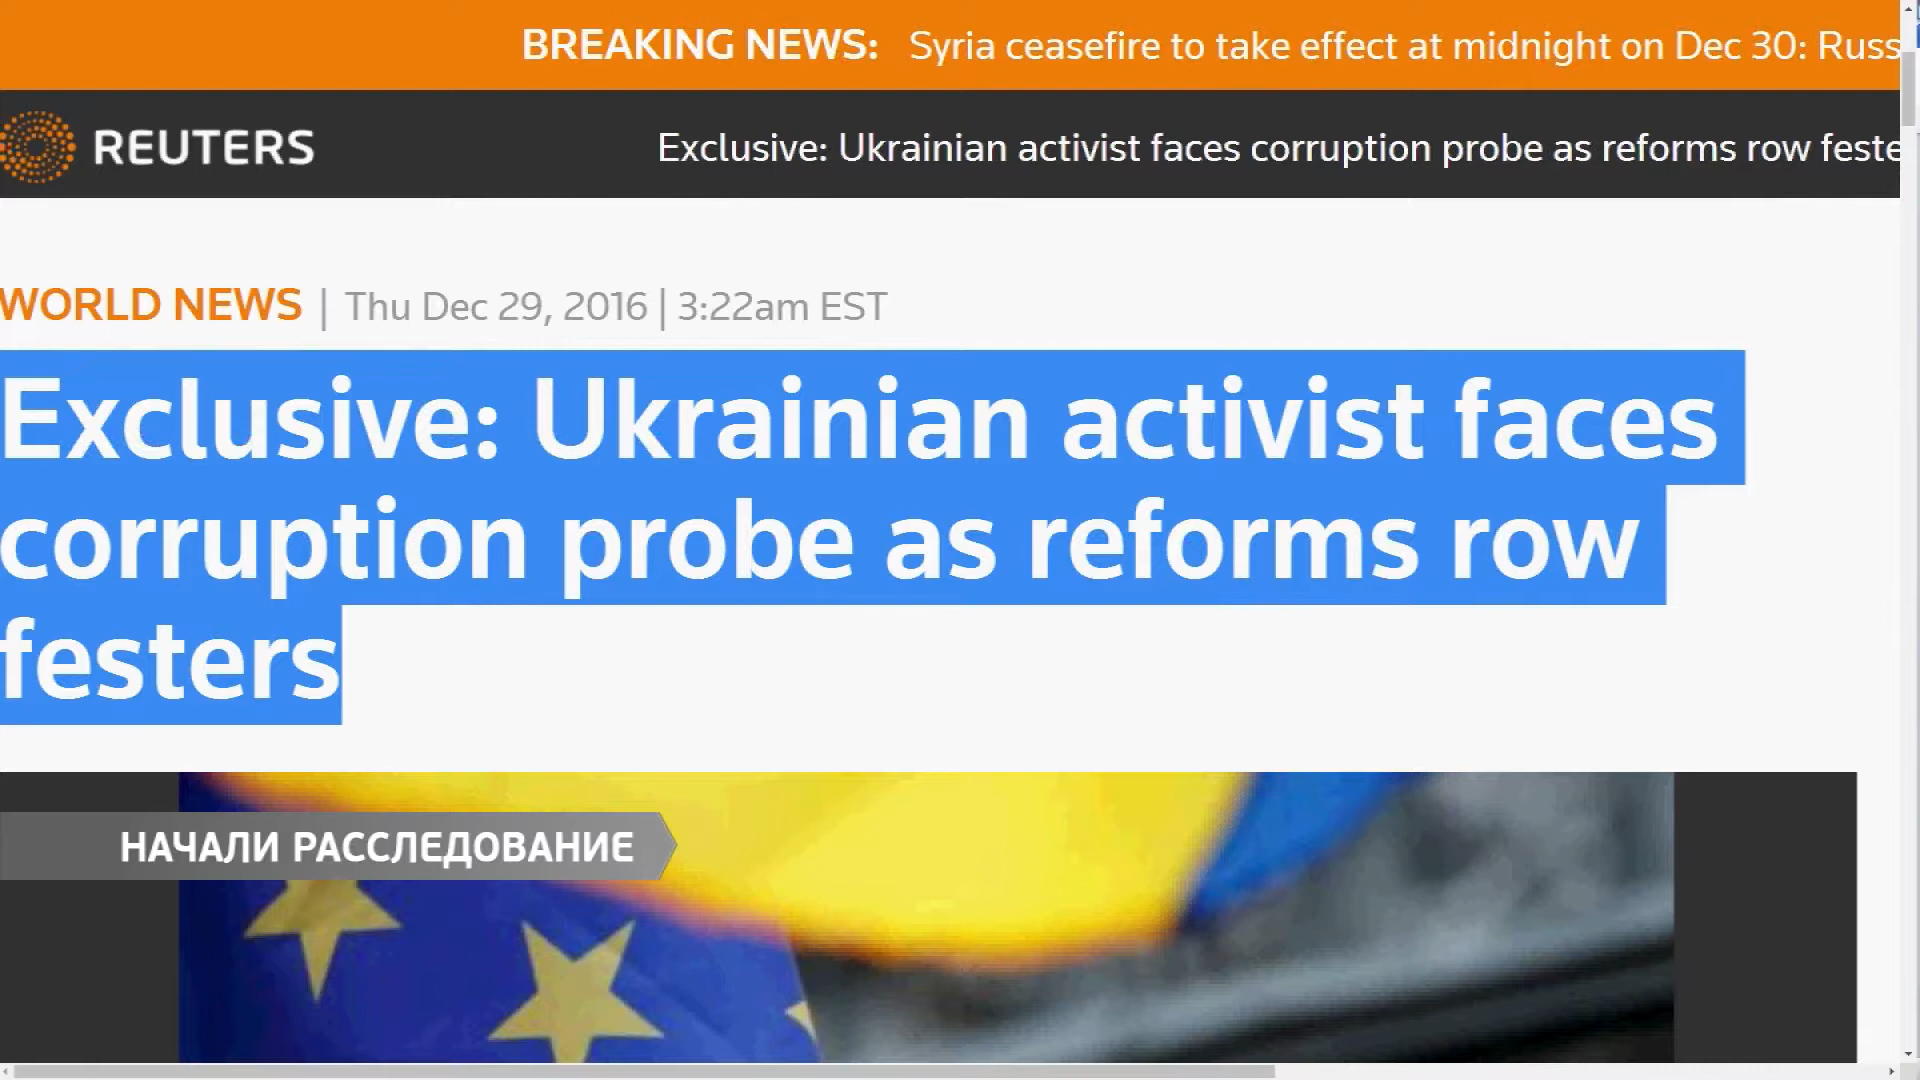 BREAKING NEWS: Syria ceasefire to take effect at midnight on Dec 30: Russ
REUTERS
Exclusive: Ukrainian activist faces corruption probe as reforms row feste
WORLD NEWS | Thu Dec 29, 2016 | 3:22am EST
Exclusive: Ukrainian activist faces
corruption probe as reforms row
festers
НАЧАЛИ РАССЛЕДОВАНИЕ